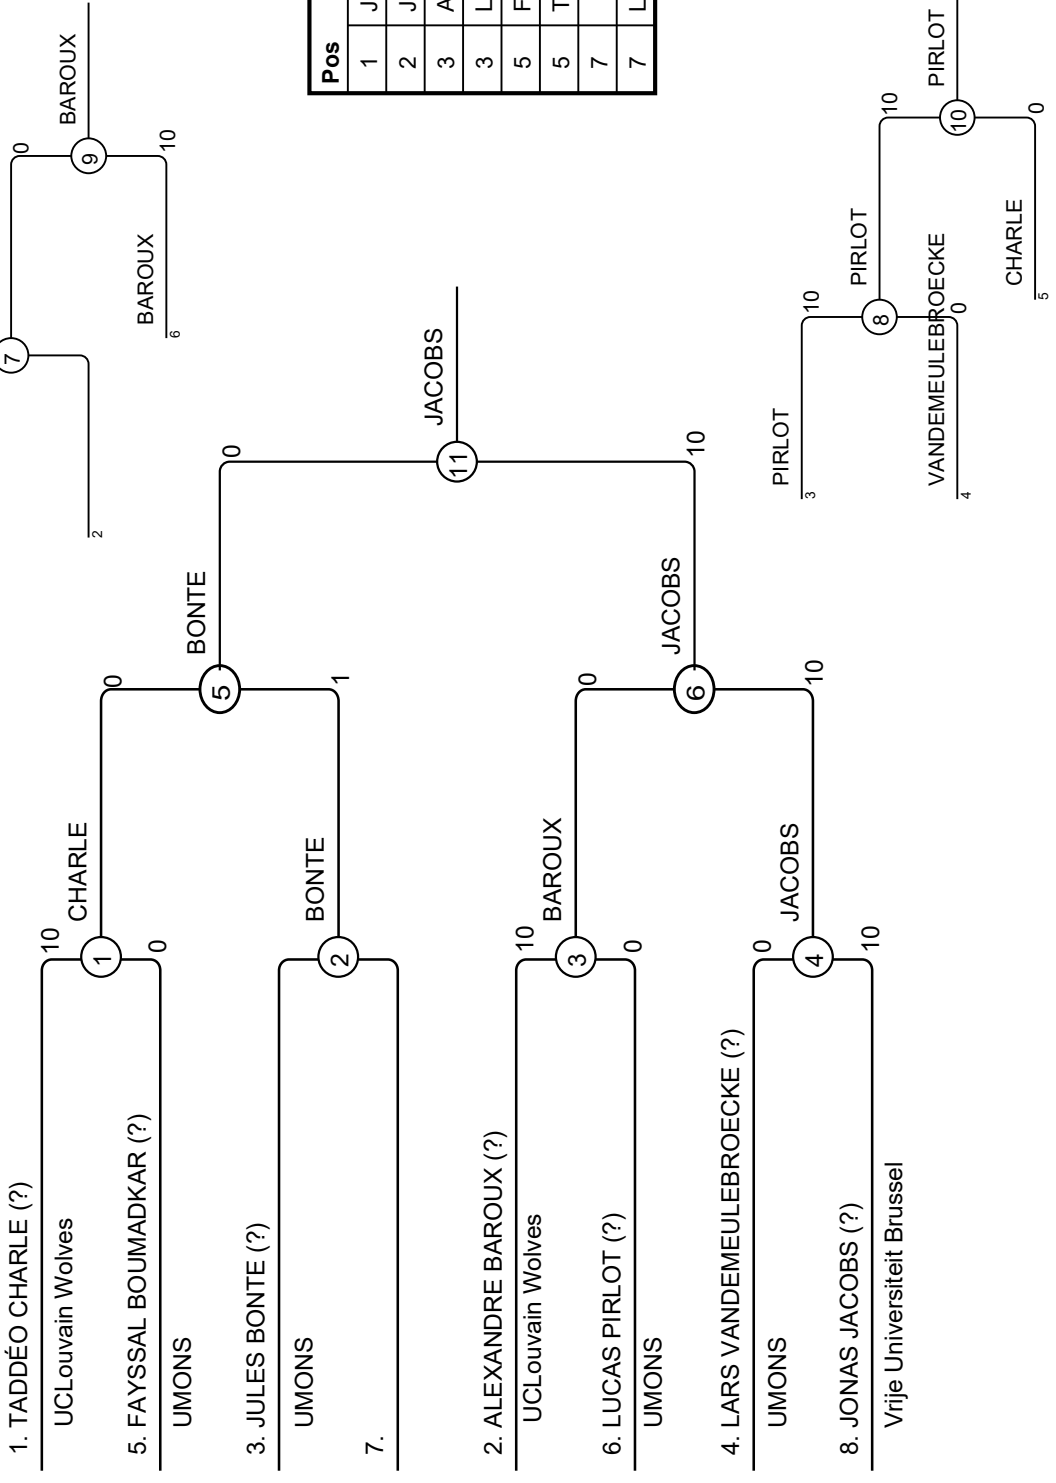 1. TADDÉO CHARLE (?)
UCLouvain Wolves
5. FAYSSAL BOUMADKAR (?)
UMONS
3. JULES BONTE (?)
UMONS
7.
2. ALEXANDRE BAROUX (?)
UCLouvain Wolves
6. LUCAS PIRLOT (?)
UMONS
4. LARS VANDEMEULEBROECKE (?)
UMONS
8. JONAS JACOBS (?)
Vrije Universiteit Brussel
10
1
0
CHARLE
2
BONTE
10
3
0
BAROUX
0
4
10
JACOBS
0
5
1
BONTE
0
6
10
JACOBS
0
11
10
JACOBS
7
2
0
9
10
BAROUX
6
BAROUX
PIRLOT
3
VANDEMEULEBROECKE
4
10
8
0
PIRLOT
CHARLE
5
10
10
0
PIRLOT
Pos
1 J
2 J
3 A
3 L
5 F
5 T
7
7 L